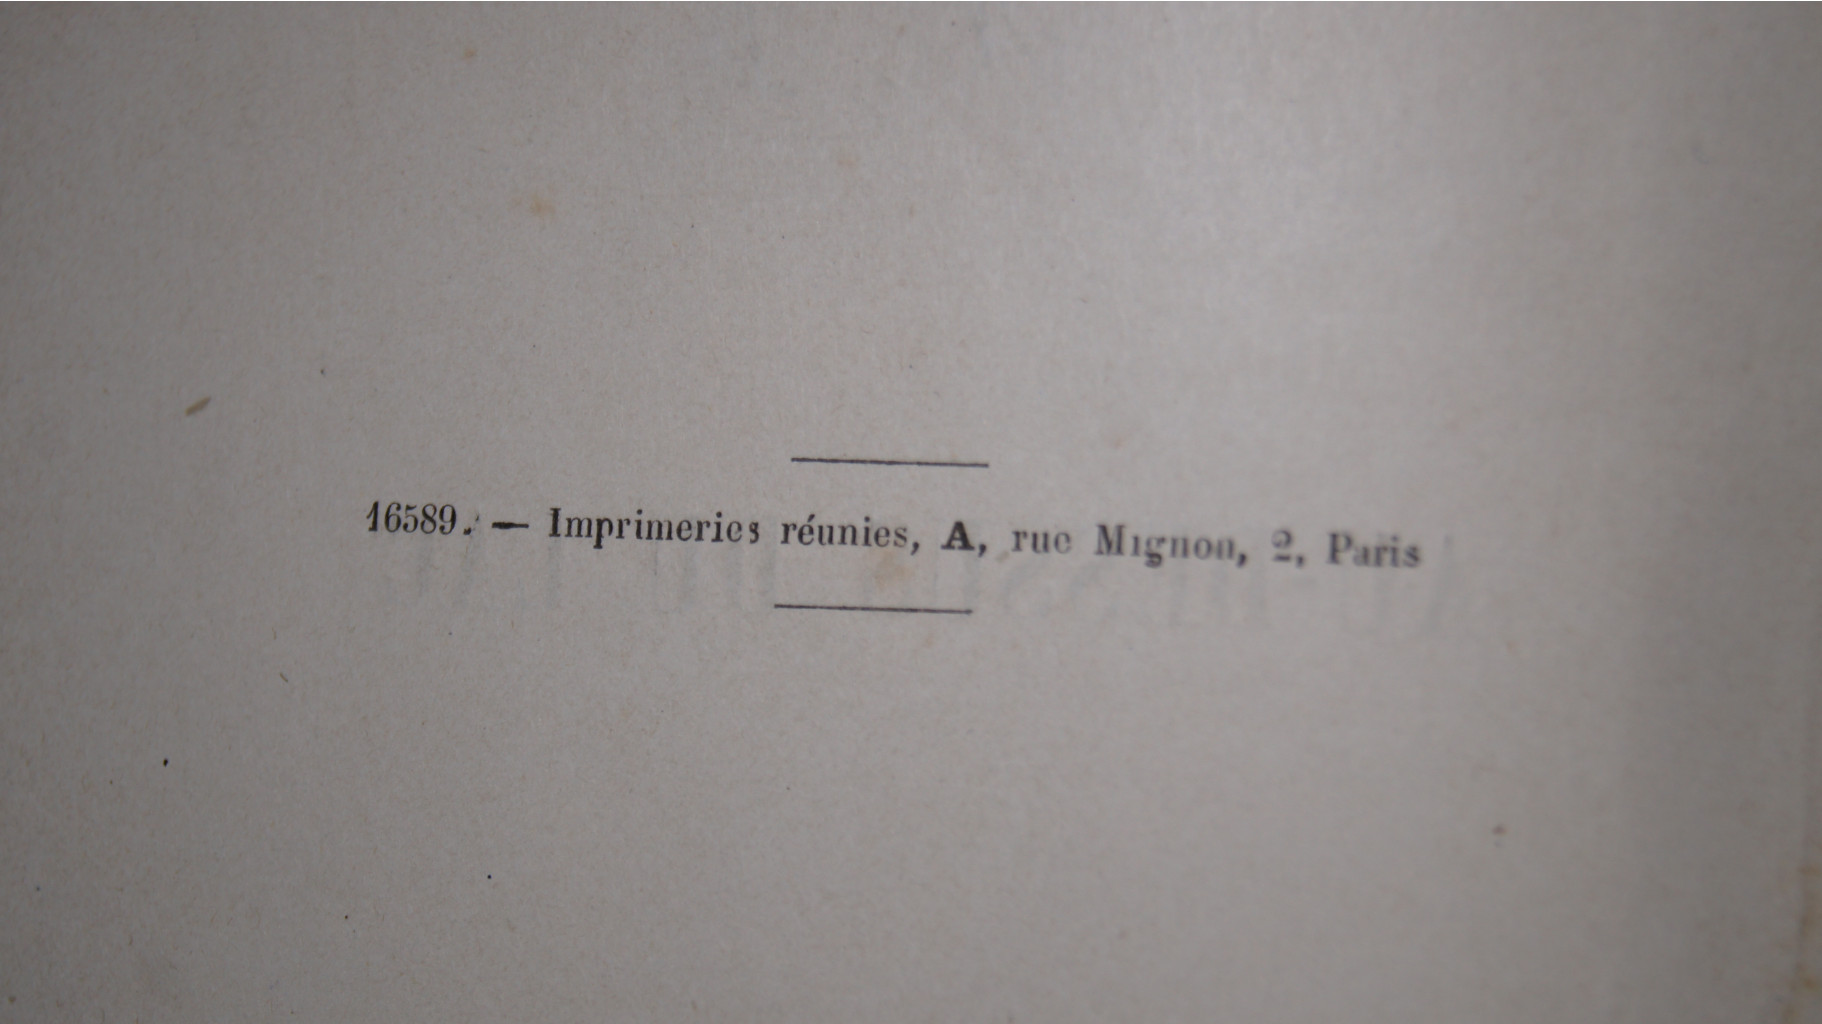 16589. — Imprimeries réunies, A, rue Mignon, 2, Paris